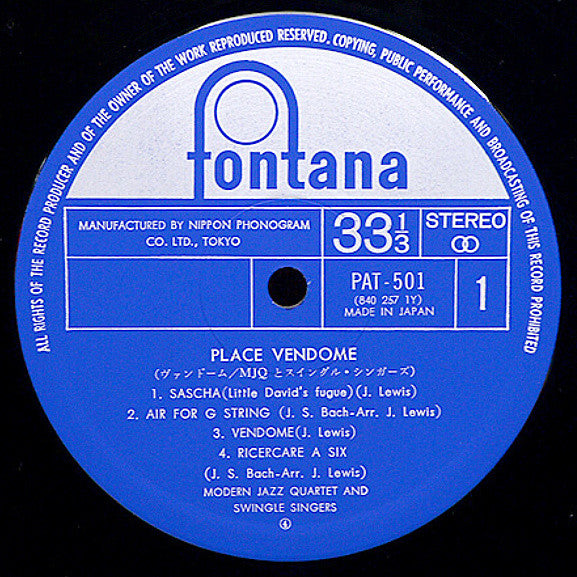 ALL RIGHTS OF THE RECORD PRODUCER AND OF THE OWNER OF THE WORK REPRODUCED RESERVED. COPYING, PUBLIC PERFORMANCE AND BROADCASTING OF THIS RECORD PROHIBITED
fontana
MANUFACTURED BY NIPPON PHONOGRAM
CO. LTD., TOKYO
33 1/3
STEREO
PAT-501
(840 257 1Y)
MADE IN JAPAN
1
PLACE VENDOME
(ヴァンドーム/MJQ とスイングル・シンガーズ)
1. SASCHA(Little David's fugue)(J. Lewis)
2. AIR FOR G STRING (J. S. Bach-Arr. J. Lewis)
3. VENDOME(J. Lewis)
4. RICERCARE A SIX
(J. S. Bach-Arr. J. Lewis)
MODERN JAZZ QUARTET AND
SWINGLE SINGERS
④